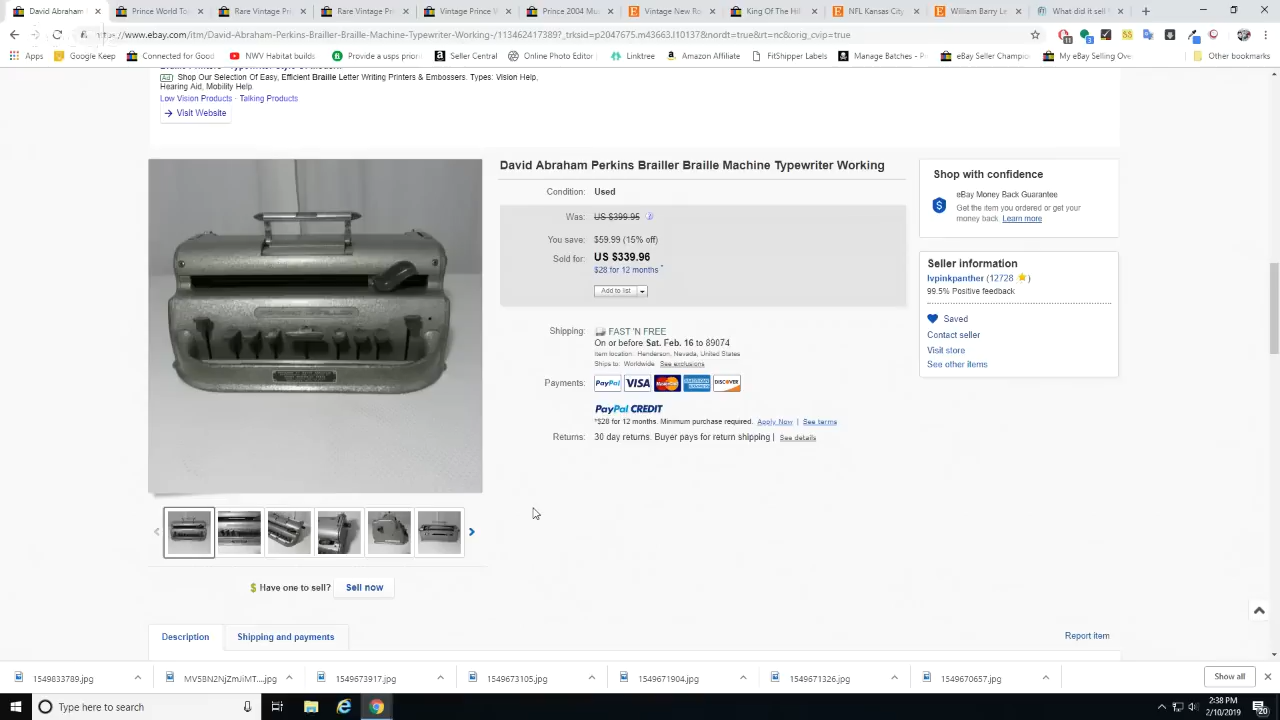 David Abraham
Prince World To
Rare Vintage Pri
Rare Vintage Pri
Vintage Prince W
Prince 2004 Mus
Vintage New Ro
King Of The Hil
NFL Kansas City
William Barry L
What did it sell
https://www.ebay.com/itm/David-Abraham-Perkins-Brailler-Braille-Machine-Typewriter-Working-/113462417389?_trksid=p2047675.m43663.l10137&nordt=true&rt=nc&orig_cvip=true
Apps
Google Keep
Connected for Good
NWV Habitat builds
Product Donations
Seller Central
Online Photo Editor
Linktree
Amazon Affiliate
FitShipper Labels
Manage Batches - P
eBay Seller Champio
My eBay Selling Ove
Other bookmarks
Ad Shop Our Selection Of Easy, Efficient Braille Letter Writing Printers & Embossers. Types: Vision Help,
Hearing Aid, Mobility Help
Low Vision Products - Talking Products
Visit Website
David Abraham Perkins Brailler Braille Machine Typewriter Working
Condition: Used
Was: US $399.95
You save: $59.99 (15% off)
Sold for: US $339.96
$28 for 12 months *
Add to list
Shipping: FAST 'N FREE
On or before Sat. Feb. 16 to 89074
Item location: Henderson, Nevada, United States
Ships to: Worldwide See exclusions
Payments: PayPal VISA MasterCard AMERICAN EXPRESS DISCOVER
PayPal CREDIT
*$28 for 12 months. Minimum purchase required. Apply Now | See terms
Returns: 30 day returns. Buyer pays for return shipping | See details
Shop with confidence
eBay Money Back Guarantee
Get the item you ordered or get your
money back. Learn more
Seller information
lvpinkpanther (12728 )
99.5% Positive feedback
Saved
Contact seller
Visit store
See other items
Have one to sell? Sell now
Description
Shipping and payments
Report item
1549833789.jpg
MV5BN2NjZmJiMT....jpg
1549673917.jpg
1549673105.jpg
1549671904.jpg
1549671326.jpg
1549670657.jpg
Show all
Type here to search
2:38 PM
2/10/2019
20